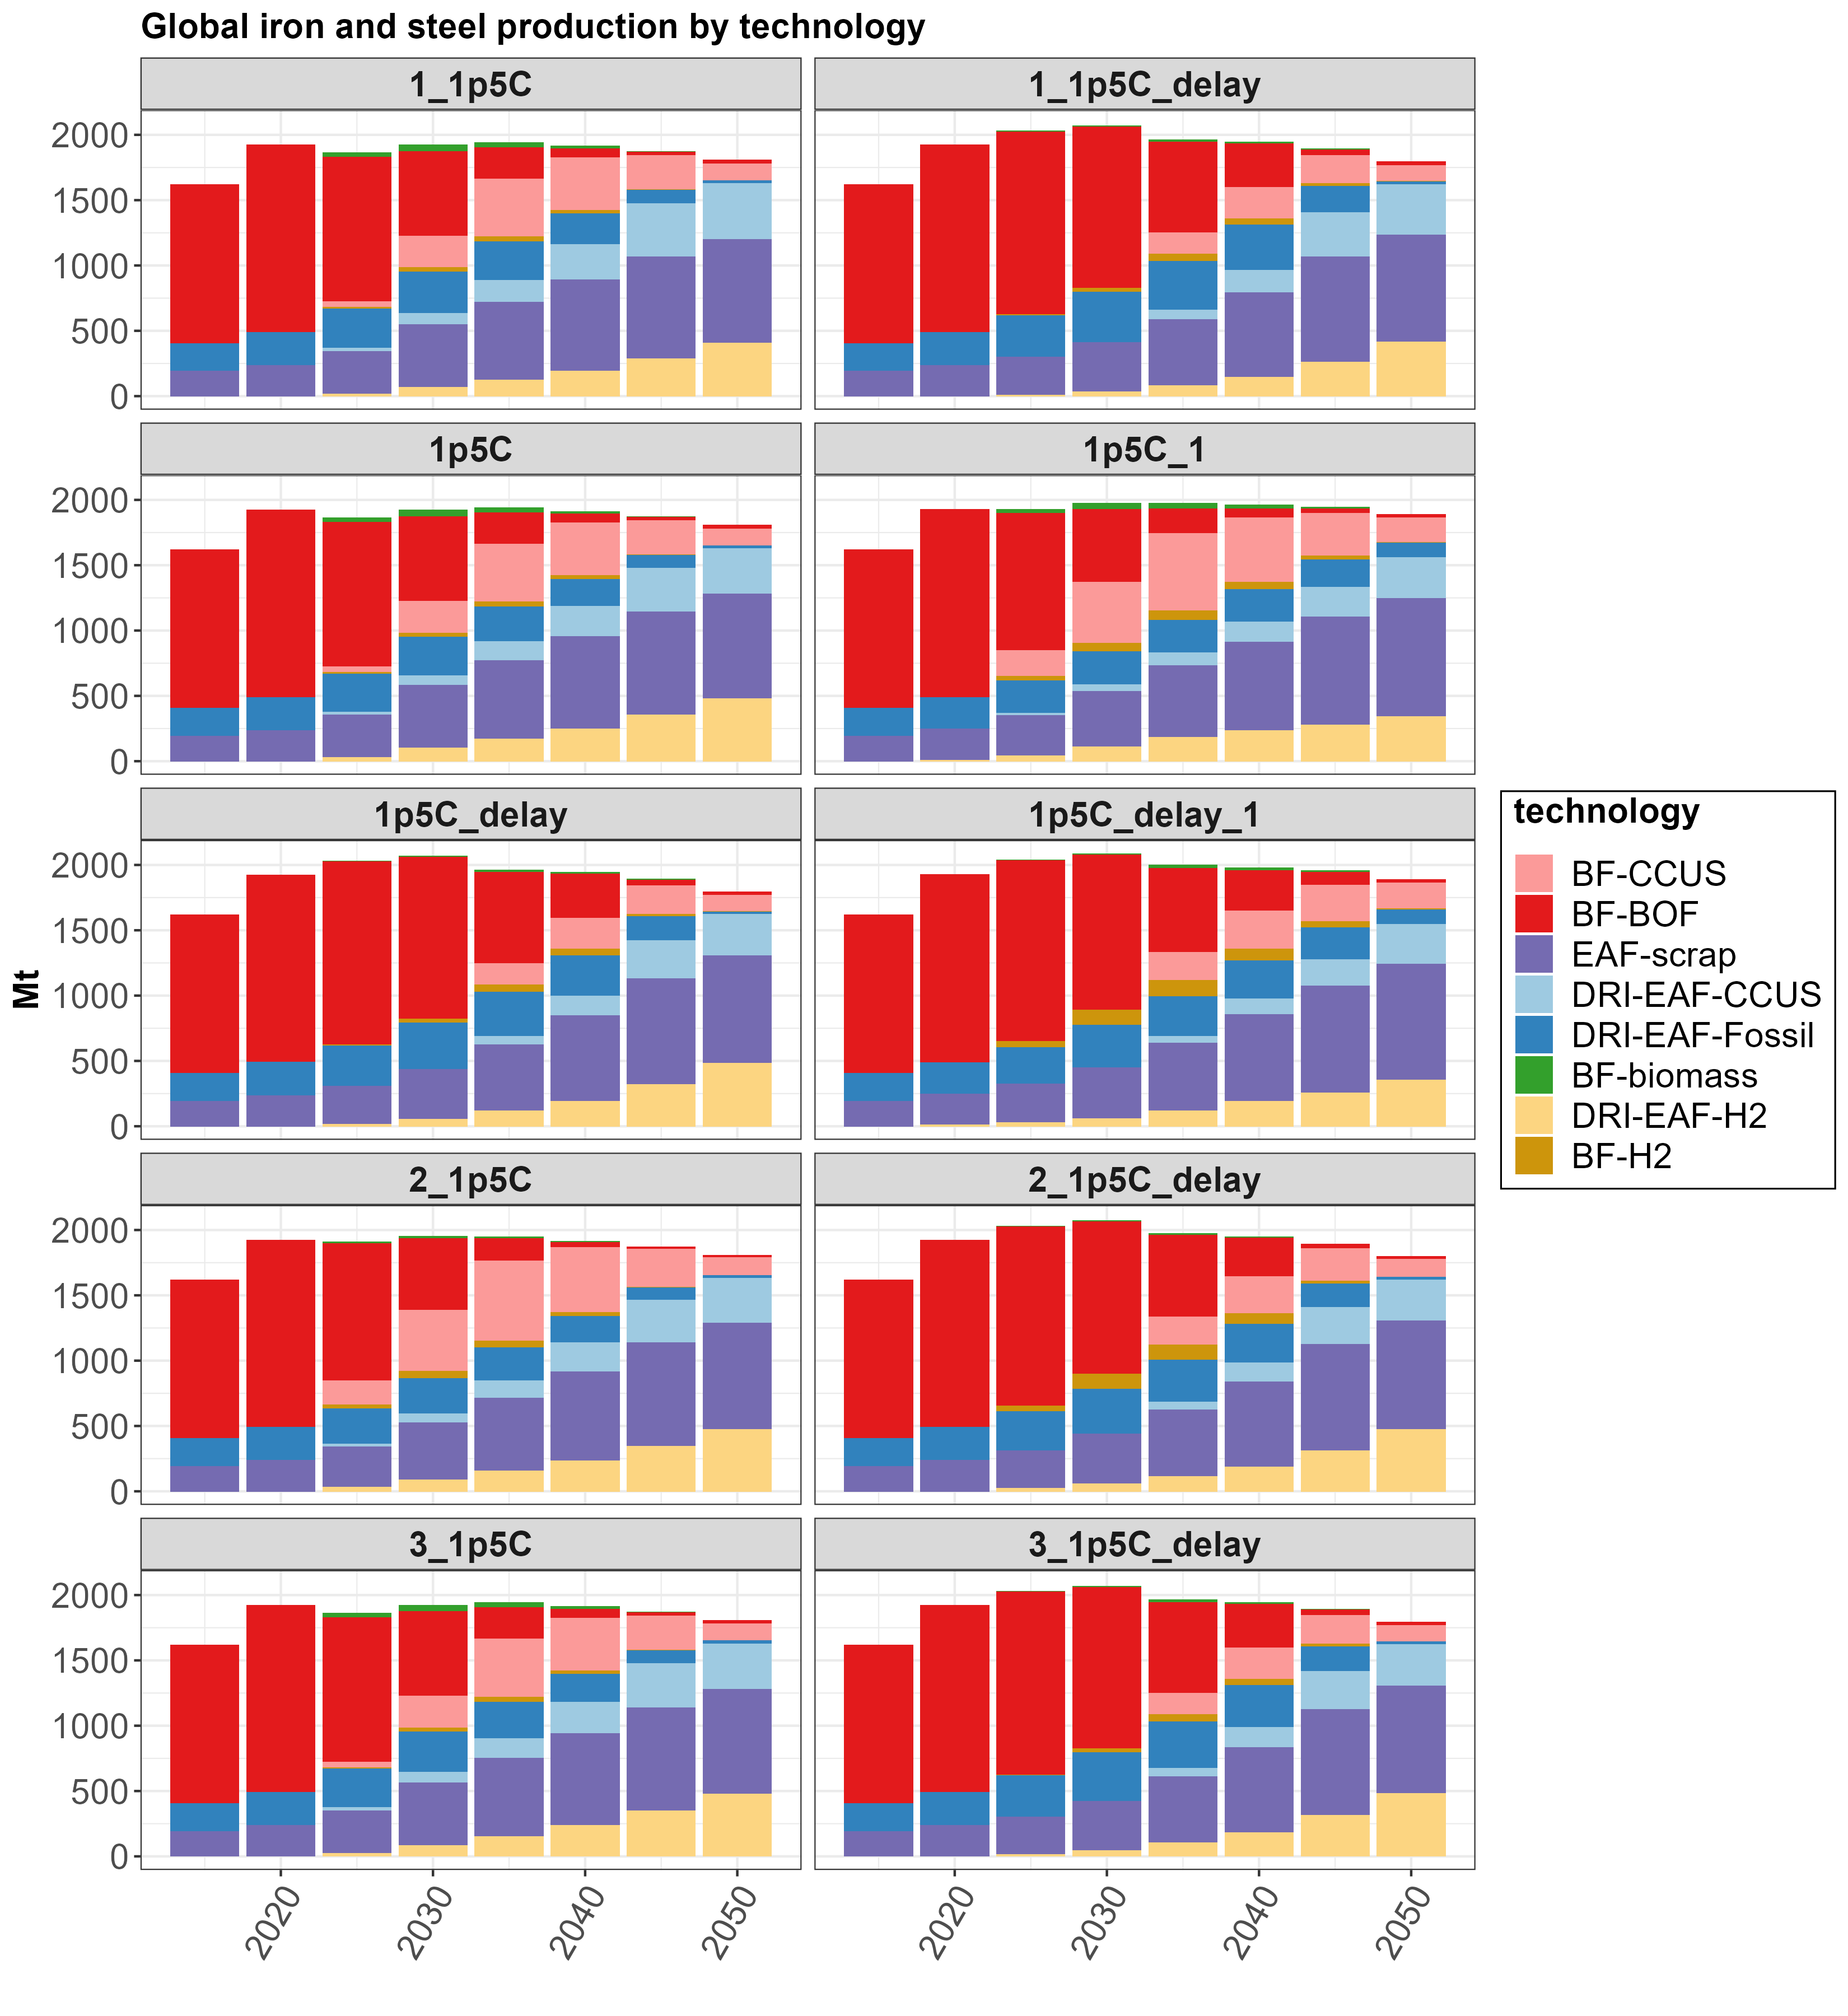 Global iron and steel production by technology
1_1p5C
1_1p5C_delay
2000
1500
1000
500
0
1p5C
1p5C_1
2000
1500
1000
500
0
1p5C_delay
1p5C_delay_1
2000
1500
1000
500
0
Mt
2_1p5C
2_1p5C_delay
2000
1500
1000
500
0
3_1p5C
3_1p5C_delay
2000
1500
1000
500
0
2020
2030
2040
2050
2020
2030
2040
2050
technology
BF-CCUS
BF-BOF
EAF-scrap
DRI-EAF-CCUS
DRI-EAF-Fossil
BF-biomass
DRI-EAF-H2
BF-H2